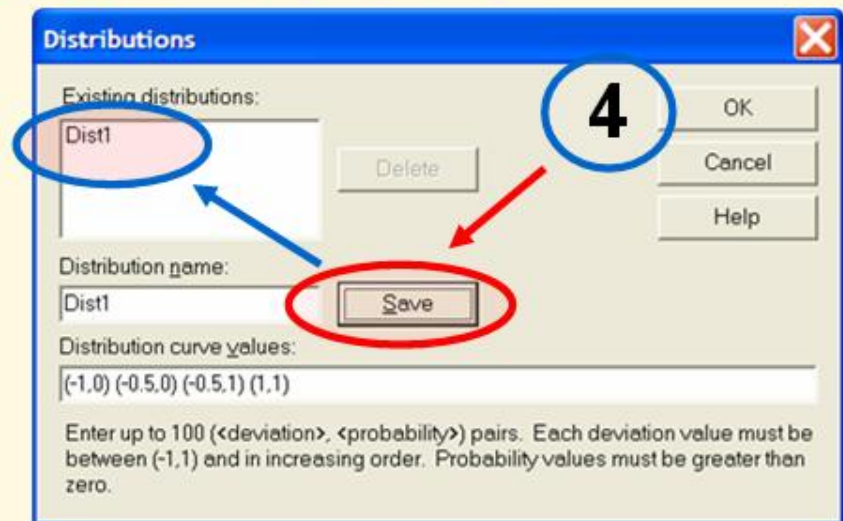 Distributions
Existing distributions:
Dist1
Delete
4
OK
Cancel
Help
Distribution name:
Dist1
Save
Distribution curve values:
(-1,0) (-0.5,0) (-0.5,1) (1,1)
Enter up to 100 (<deviation>, <probability>) pairs. Each deviation value must be
between (-1,1) and in increasing order. Probability values must be greater than
zero.